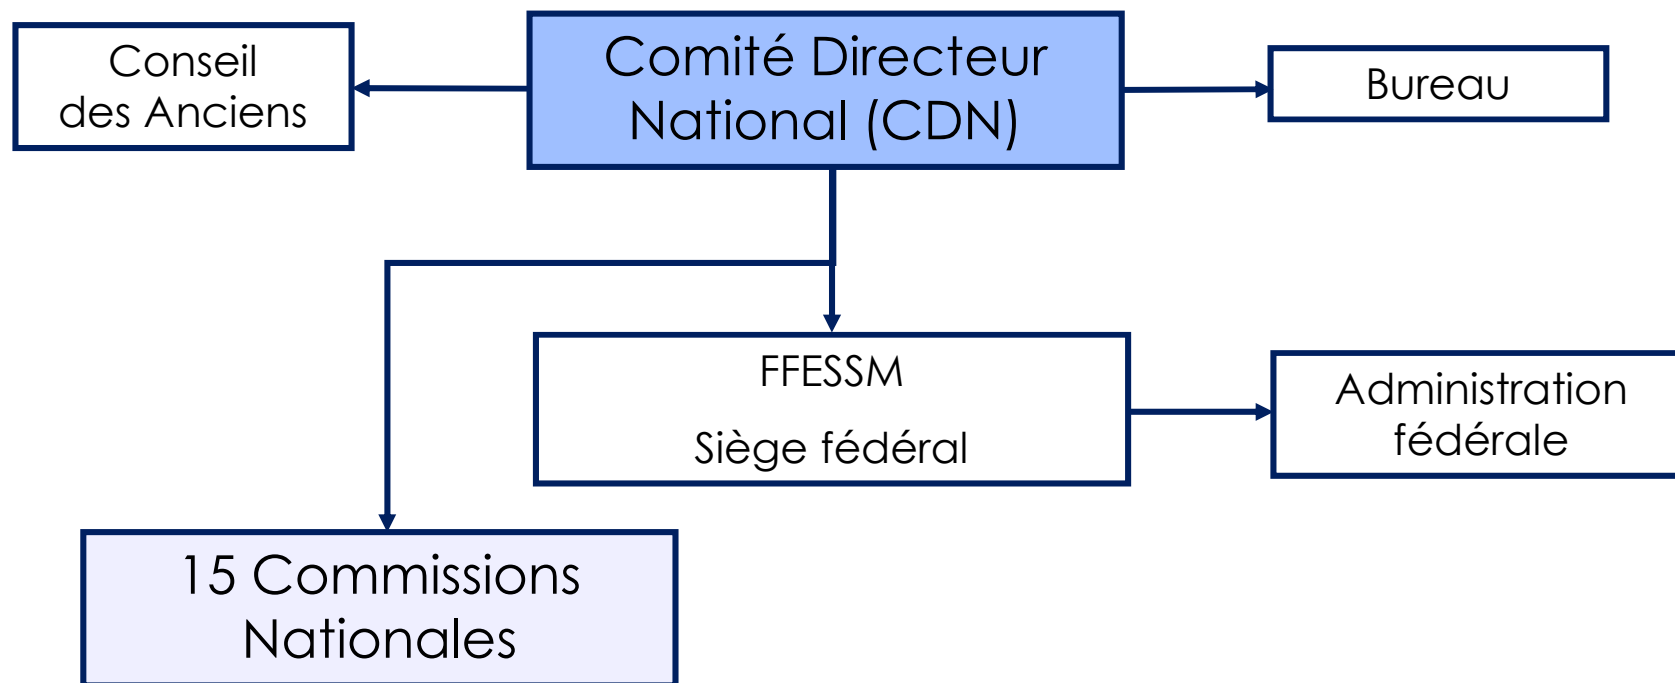 Conseil
des Anciens
Comité Directeur
National (CDN)
Bureau
FFESSM
Siège fédéral
Administration
fédérale
15 Commissions
Nationales